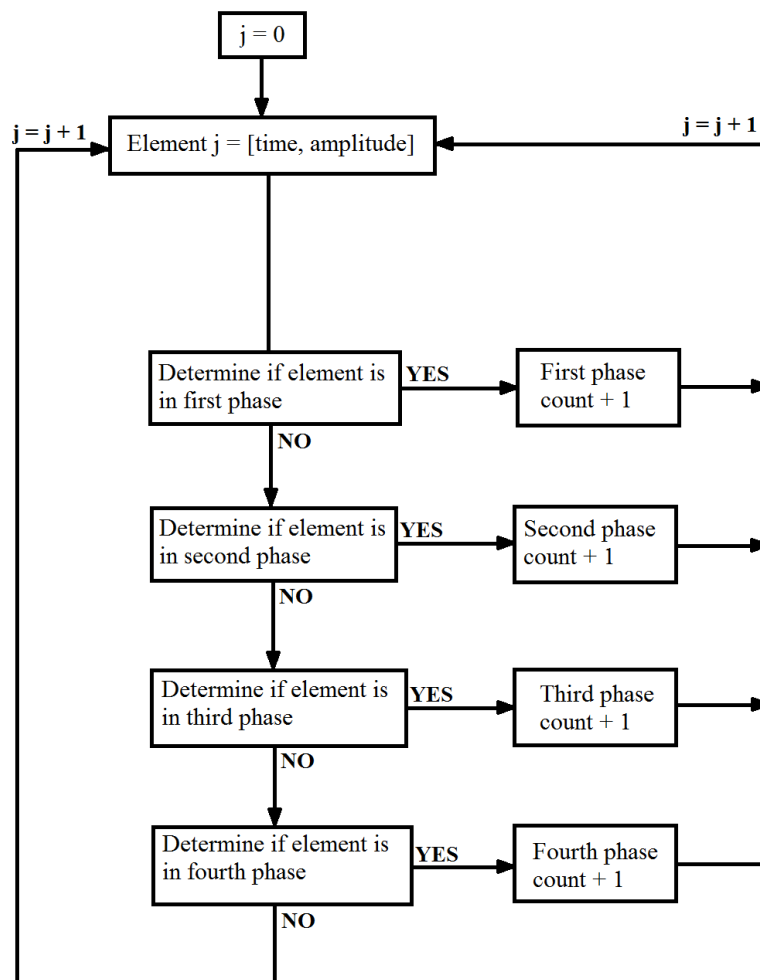 j = 0
j = j + 1
j = j + 1
Element j = [time, amplitude]
Determine if element is
in first phase
YES
First phase
count + 1
NO
Determine if element is
in second phase
YES
Second phase
count + 1
NO
Determine if element is
in third phase
YES
Third phase
count + 1
NO
Determine if element is
in fourth phase
YES
Fourth phase
count + 1
NO